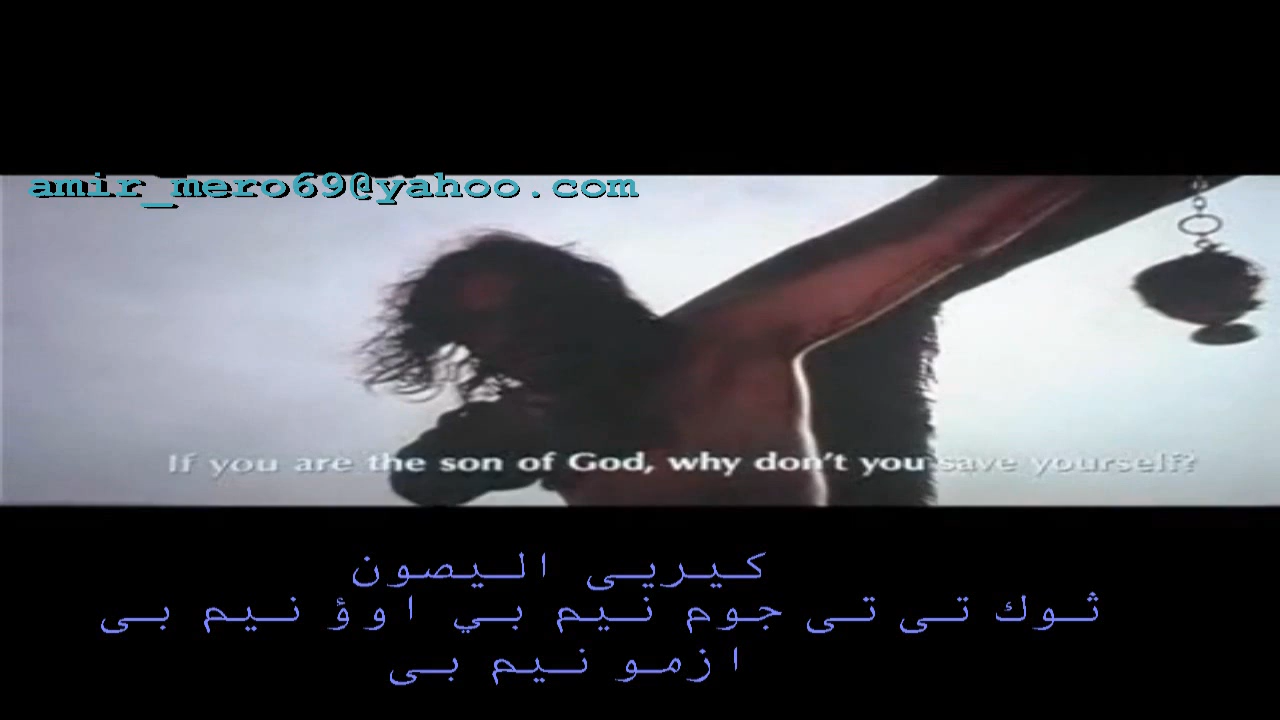 amir_mero69@yahoo.com
If you are the son of God, why don't you save yourself?
كيريى اليصون
ثوك تى تى جوم نيم بي اوؤ نيم بى
ازمو نيم بى